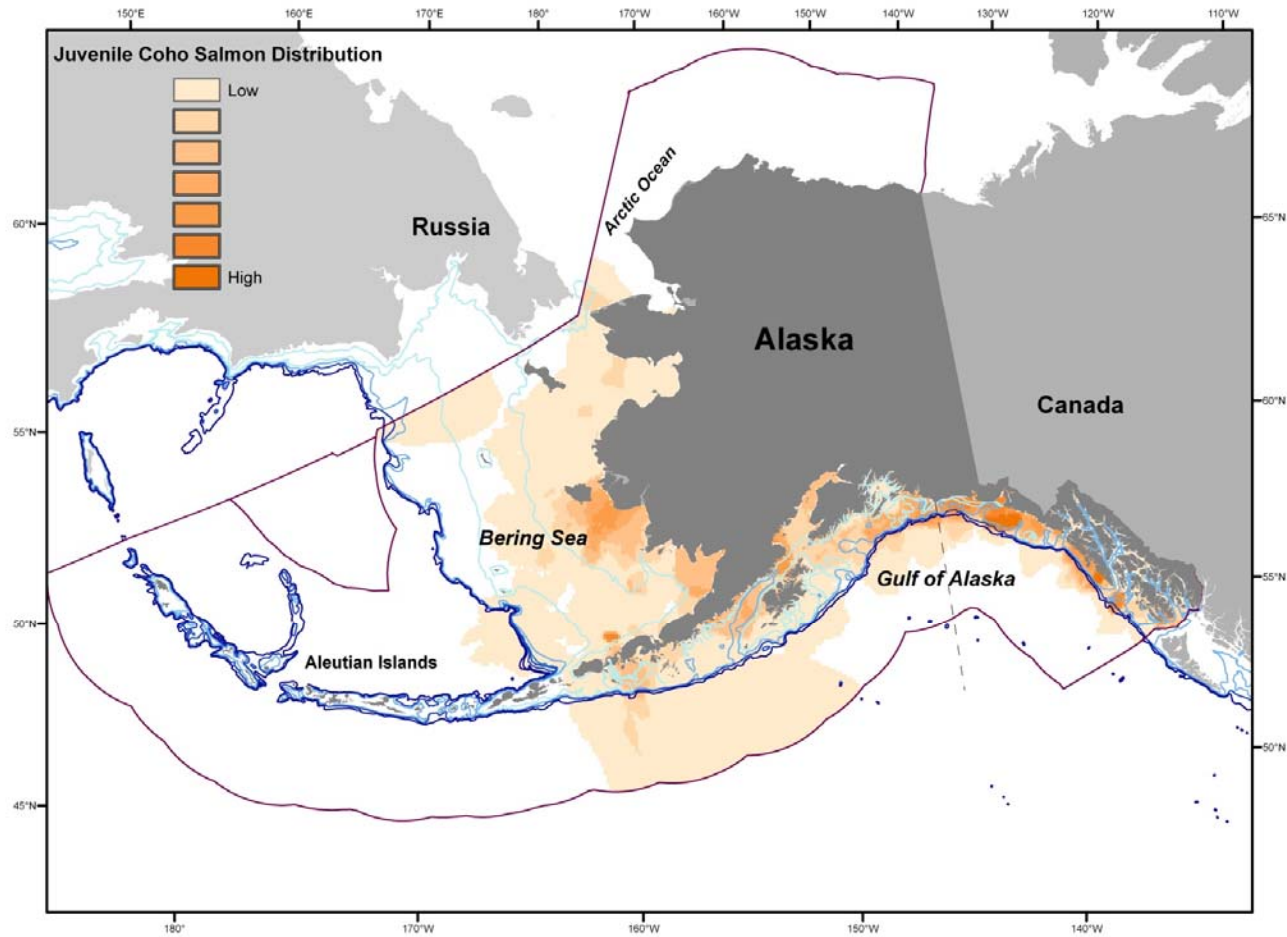 150°E 160°E 170°E 180° 170°W 160°W 150°W 140°W 130°W 120°W 110°W
Juvenile Coho Salmon Distribution
Low
High
Arctic Ocean
60°N
Russia
65°N
Alaska
Canada
60°N
55°N
Bering Sea
Gulf of Alaska
55°N
50°N
Aleutian Islands
50°N
45°N
180° 170°W 160°W 150°W 140°W